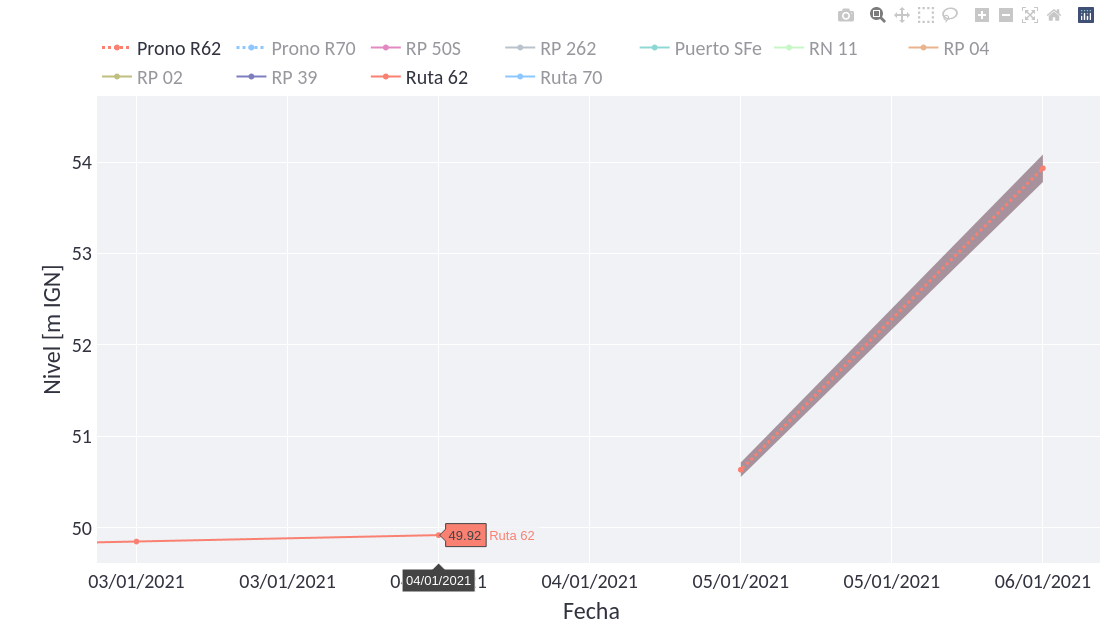 Prono R62 Prono R70 RP 50S RP 262 Puerto SFe RN 11 RP 04
RP 02 RP 39 Ruta 62 Ruta 70
54
53
52
51
50
Nivel [m IGN]
49.92 Ruta 62
03/01/2021 03/01/2021 04/01/2021 04/01/2021 05/01/2021 05/01/2021 06/01/2021
Fecha